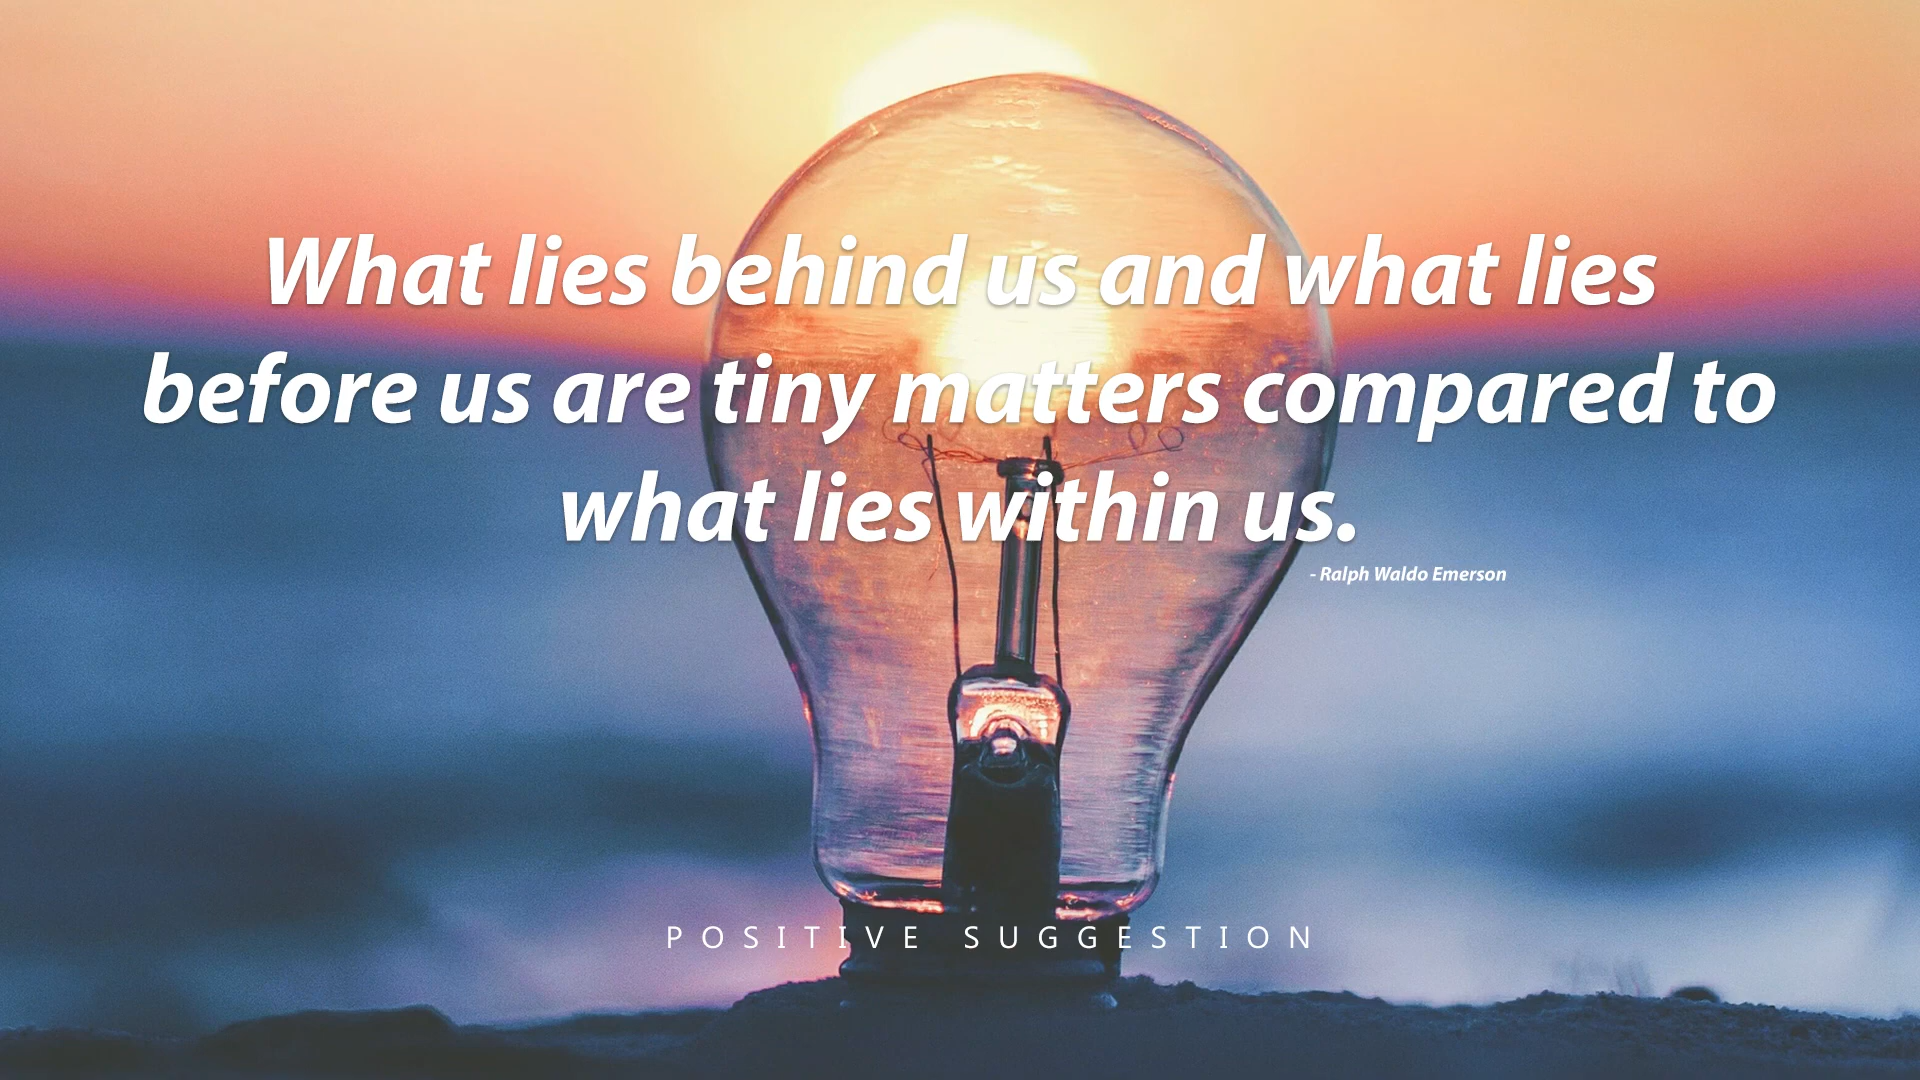 What lies behind us and what lies
before us are tiny matters compared to
what lies within us.
- Ralph Waldo Emerson
POSITIVE SUGGESTION